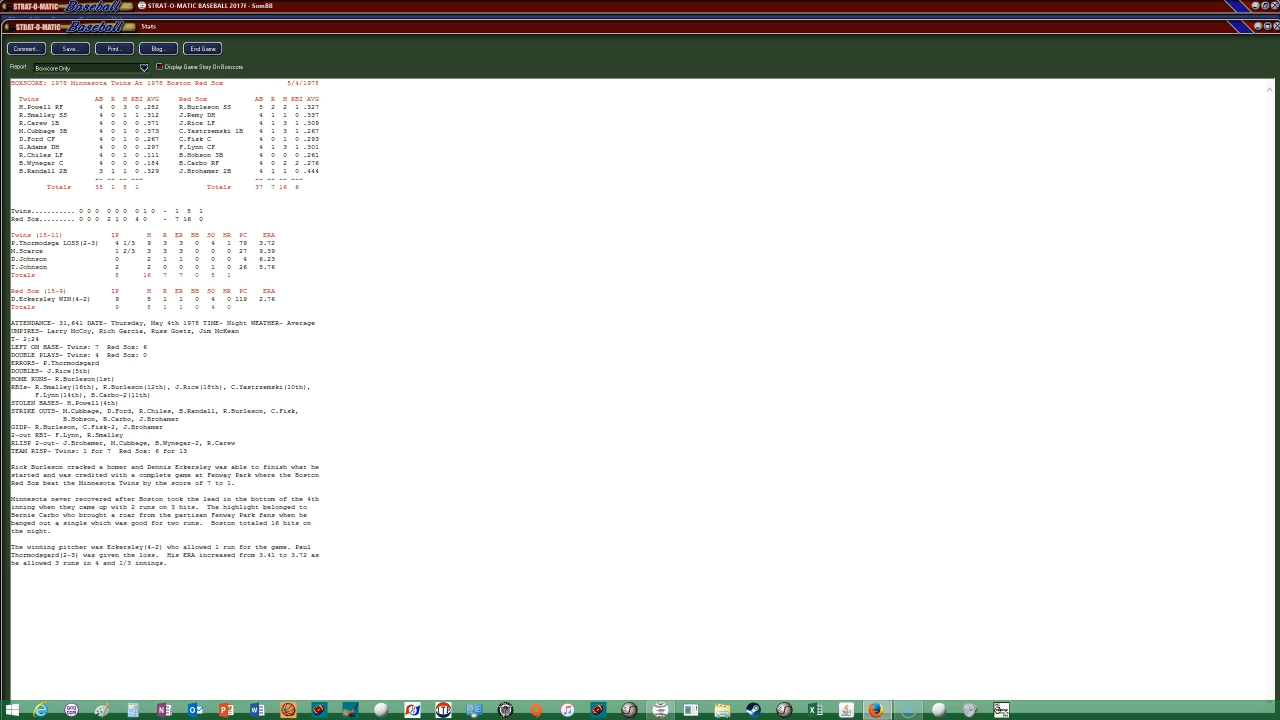 STRAT-O-MATIC Baseball STRAT-O-MATIC BASEBALL 2017f - SomBB
STRAT-O-MATIC Baseball Stats
Comment... Save... Print... Blog... End Game
Report Boxscore Only Display Game Story On Boxscore
BOXSCORE: 1978 Minnesota Twins At 1978 Boston Red Sox 5/4/1978
Twins AB R H RBI AVG Red Sox AB R H RBI AVG
H.Powell RF 4 0 3 0 .282 R.Burleson SS 5 2 2 1 .327
R.Smalley SS 4 0 1 1 .312 J.Remy DH 4 1 1 0 .337
R.Carew 1B 4 0 0 0 .371 J.Rice LF 4 1 3 1 .309
M.Cubbage 3B 4 0 1 0 .373 C.Yastrzemski 1B 4 1 3 1 .267
D.Ford CF 4 0 1 0 .267 C.Fisk C 4 0 1 0 .293
G.Adams DH 4 0 0 0 .297 F.Lynn CF 4 1 3 1 .301
R.Chiles LF 4 0 1 0 .111 B.Hobson 3B 4 0 0 0 .261
B.Wynegar C 4 0 0 0 .184 B.Carbo RF 4 0 2 2 .276
B.Randall 2B 3 1 1 0 .329 J.Brohamer 2B 4 1 1 0 .444
-- -- -- --- -- -- -- ---
Totals 35 1 8 1 Totals 37 7 16 6
Twins.......... 0 0 0 0 0 0 0 1 0 - 1 8 1
Red Sox........ 0 0 0 2 1 0 4 0 - 7 16 0
Twins (15-11) IP H R ER BB SO HR PC ERA
P.Thormodsga LOSS(2-3) 4 1/3 9 3 3 0 4 1 79 3.72
M.Scarce 1 2/3 3 3 3 0 0 0 27 9.39
D.Johnson 0 2 1 1 0 0 0 4 6.23
T.Johnson 2 2 0 0 0 1 0 26 8.76
Totals 8 16 7 7 0 5 1
Red Sox (15-9) IP H R ER BB SO HR PC ERA
D.Eckersley WIN(4-2) 9 8 1 1 0 4 0 119 2.76
Totals 9 8 1 1 0 4 0
ATTENDANCE- 31,641 DATE- Thursday, May 4th 1978 TIME- Night WEATHER- Average
UMPIRES- Larry McCoy, Rich Garcia, Russ Goetz, Jim McKean
T- 2:24
LEFT ON BASE- Twins: 7 Red Sox: 6
DOUBLE PLAYS- Twins: 4 Red Sox: 0
ERRORS- P.Thormodsgard
DOUBLES- J.Rice(5th)
HOME RUNS- R.Burleson(1st)
RBIs- R.Smalley(16th), R.Burleson(12th), J.Rice(18th), C.Yastrzemski(10th),
F.Lynn(14th), B.Carbo-2(11th)
STOLEN BASES- H.Powell(4th)
STRIKE OUTS- M.Cubbage, D.Ford, R.Chiles, B.Randall, R.Burleson, C.Fisk,
B.Hobson, B.Carbo, J.Brohamer
GIDP- R.Burleson, C.Fisk-2, J.Brohamer
2-out RBI- F.Lynn, R.Smalley
RLISP 2-out- J.Brohamer, M.Cubbage, B.Wynegar-2, R.Carew
TEAM RISP- Twins: 1 for 7 Red Sox: 6 for 13
Rick Burleson cracked a homer and Dennis Eckersley was able to finish what he
started and was credited with a complete game at Fenway Park where the Boston
Red Sox beat the Minnesota Twins by the score of 7 to 1.
Minnesota never recovered after Boston took the lead in the bottom of the 4th
inning when they came up with 2 runs on 3 hits. The highlight belonged to
Bernie Carbo who brought a roar from the partisan Fenway Park fans when he
banged out a single which was good for two runs. Boston totaled 16 hits on
the night.
The winning pitcher was Eckersley(4-2) who allowed 1 run for the game. Paul
Thormodsgard(2-3) was given the loss. His ERA increased from 3.41 to 3.72 as
he allowed 3 runs in 4 and 1/3 innings.